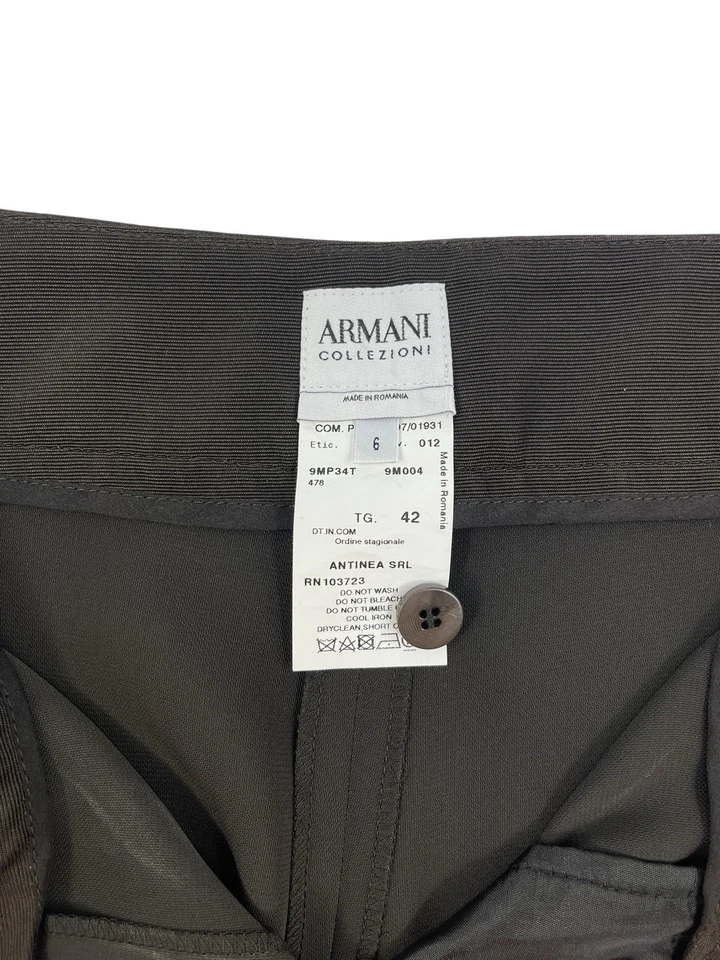 ARMANI
COLLEZIONI
MADE IN ROMANIA
COM. P 07/01931
Etic. 6 . 012
9MP34T 9M004
478
Made in Romania
TG. 42
DT.IN.COM
Ordine stagionale
ANTINEA SRL
RN103723
DO NOT WASH
DO NOT BLEACH
DO NOT TUMBLE
COOL IRON
DRYCLEAN,SHORT